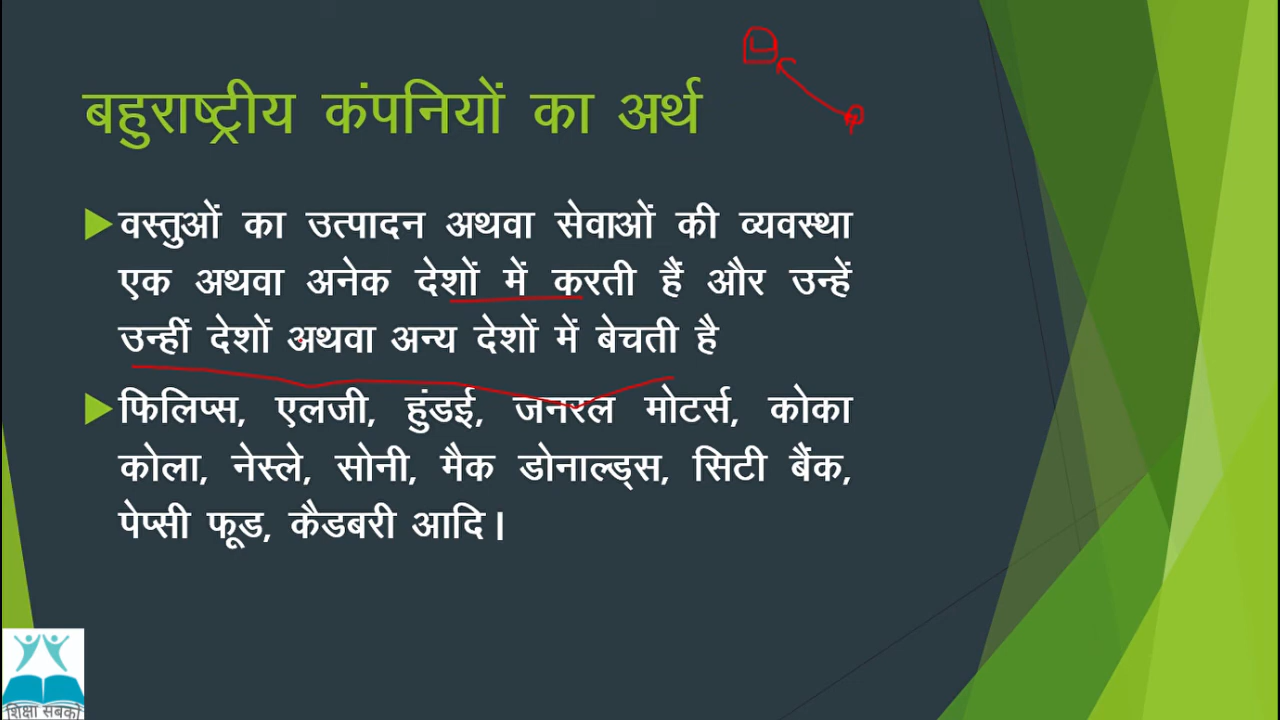 बहुराष्ट्रीय कंपनियों का अर्थ
वस्तुओं का उत्पादन अथवा सेवाओं की व्यवस्था
एक अथवा अनेक देशों में करती हैं और उन्हें
उन्हीं देशों अथवा अन्य देशों में बेचती है
फिलिप्स, एलजी, हुंडई, जनरल मोटर्स, कोका
कोला, नेस्ले, सोनी, मैक डोनाल्ड्स, सिटी बैंक,
पेप्सी फूड, कैडबरी आदि।
शिक्षा सबको